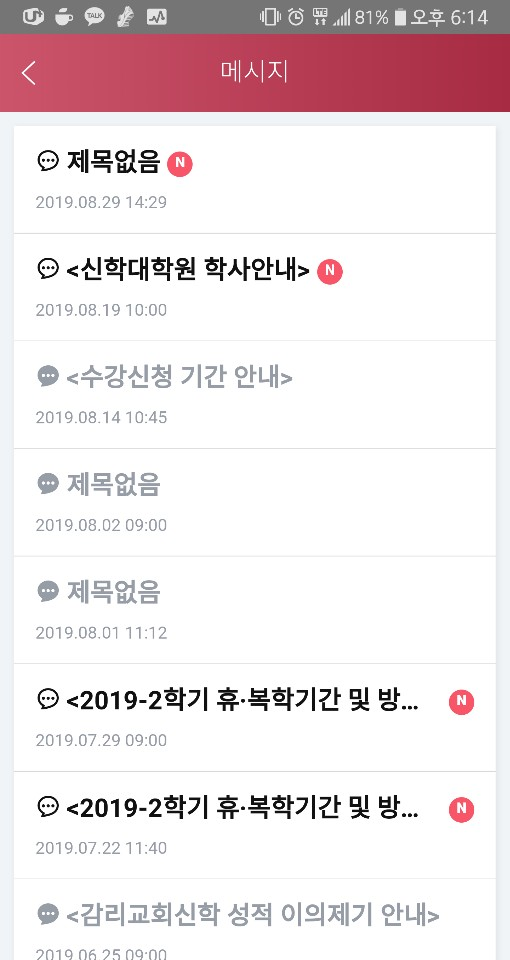 TALK
LTE
81%
오후 6:14
메시지
제목없음 N
2019.08.29 14:29
<신학대학원 학사안내> N
2019.08.19 10:00
<수강신청 기간 안내>
2019.08.14 10:45
제목없음
2019.08.02 09:00
제목없음
2019.08.01 11:12
<2019-2학기 휴·복학기간 및 방... N
2019.07.29 09:00
<2019-2학기 휴·복학기간 및 방... N
2019.07.22 11:40
<감리교회신학 성적 이의제기 안내>
2019.06.25 09:00